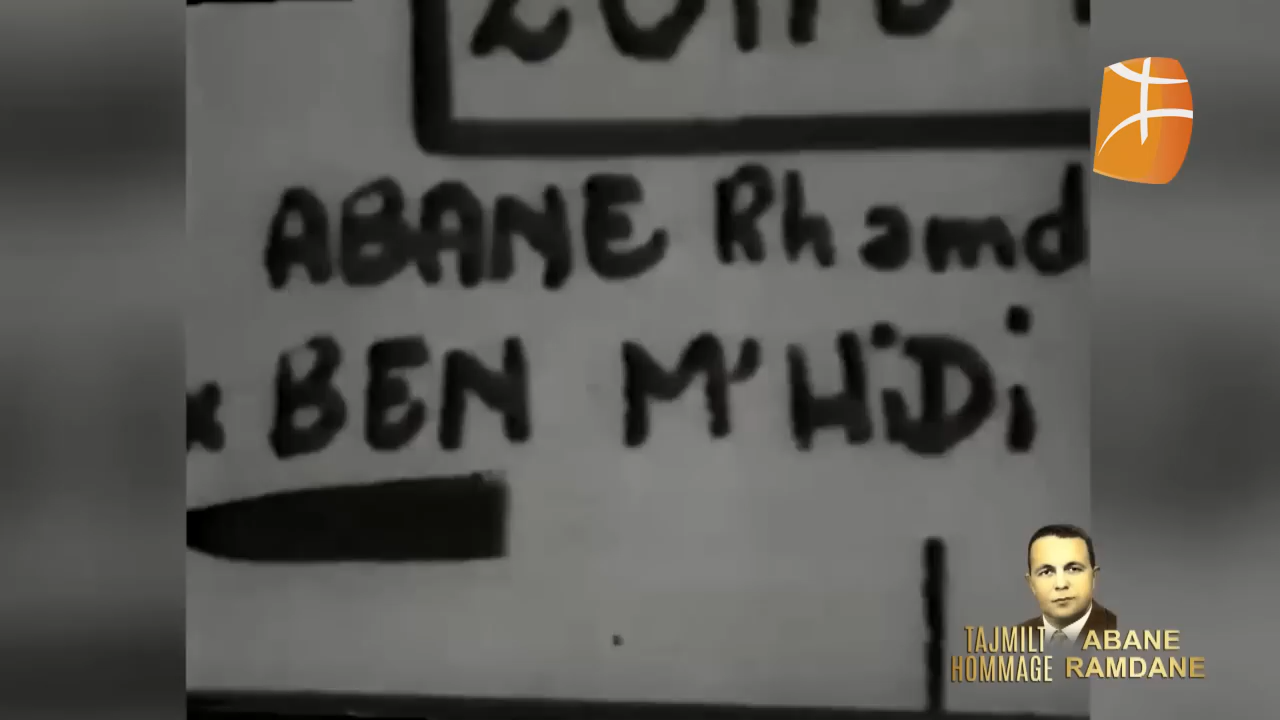 ABANE Rhamd
BEN M'HiDi
TAJMILT ABANE
HOMMAGE RAMDANE